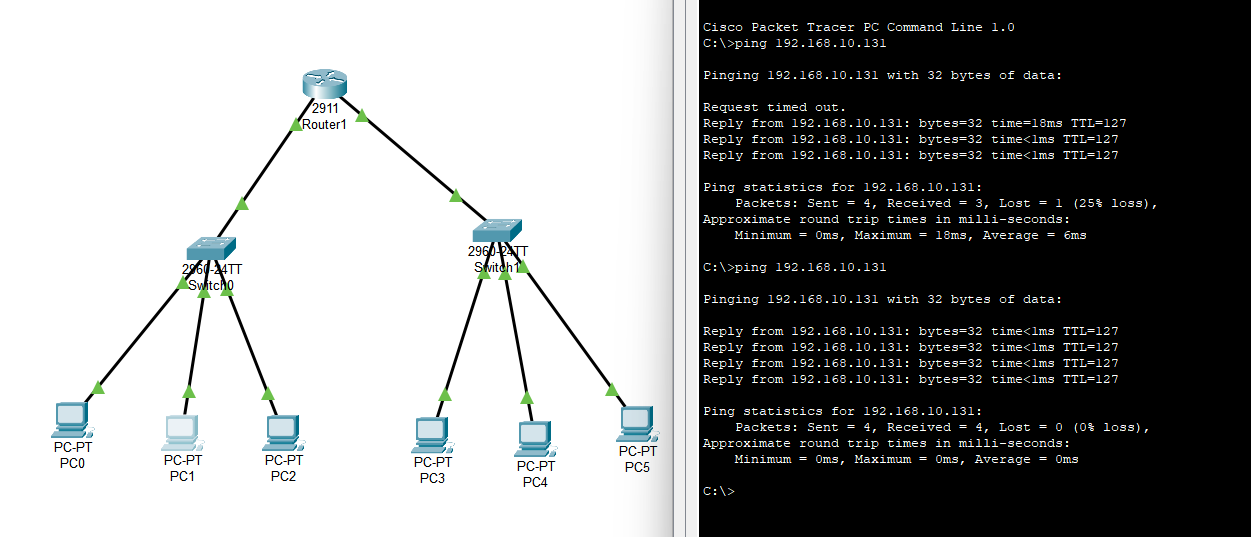 2911
Router1
2960-24TT
Switch0
2960-24TT
Switch1
PC-PT
PC0
PC-PT
PC1
PC-PT
PC2
PC-PT
PC3
PC-PT
PC4
PC-PT
PC5
Cisco Packet Tracer PC Command Line 1.0
C:\>ping 192.168.10.131
Pinging 192.168.10.131 with 32 bytes of data:
Request timed out.
Reply from 192.168.10.131: bytes=32 time=18ms TTL=127
Reply from 192.168.10.131: bytes=32 time<1ms TTL=127
Reply from 192.168.10.131: bytes=32 time<1ms TTL=127
Ping statistics for 192.168.10.131:
Packets: Sent = 4, Received = 3, Lost = 1 (25% loss),
Approximate round trip times in milli-seconds:
Minimum = 0ms, Maximum = 18ms, Average = 6ms
C:\>ping 192.168.10.131
Pinging 192.168.10.131 with 32 bytes of data:
Reply from 192.168.10.131: bytes=32 time<1ms TTL=127
Reply from 192.168.10.131: bytes=32 time<1ms TTL=127
Reply from 192.168.10.131: bytes=32 time<1ms TTL=127
Reply from 192.168.10.131: bytes=32 time<1ms TTL=127
Ping statistics for 192.168.10.131:
Packets: Sent = 4, Received = 4, Lost = 0 (0% loss),
Approximate round trip times in milli-seconds:
Minimum = 0ms, Maximum = 0ms, Average = 0ms
C:\>